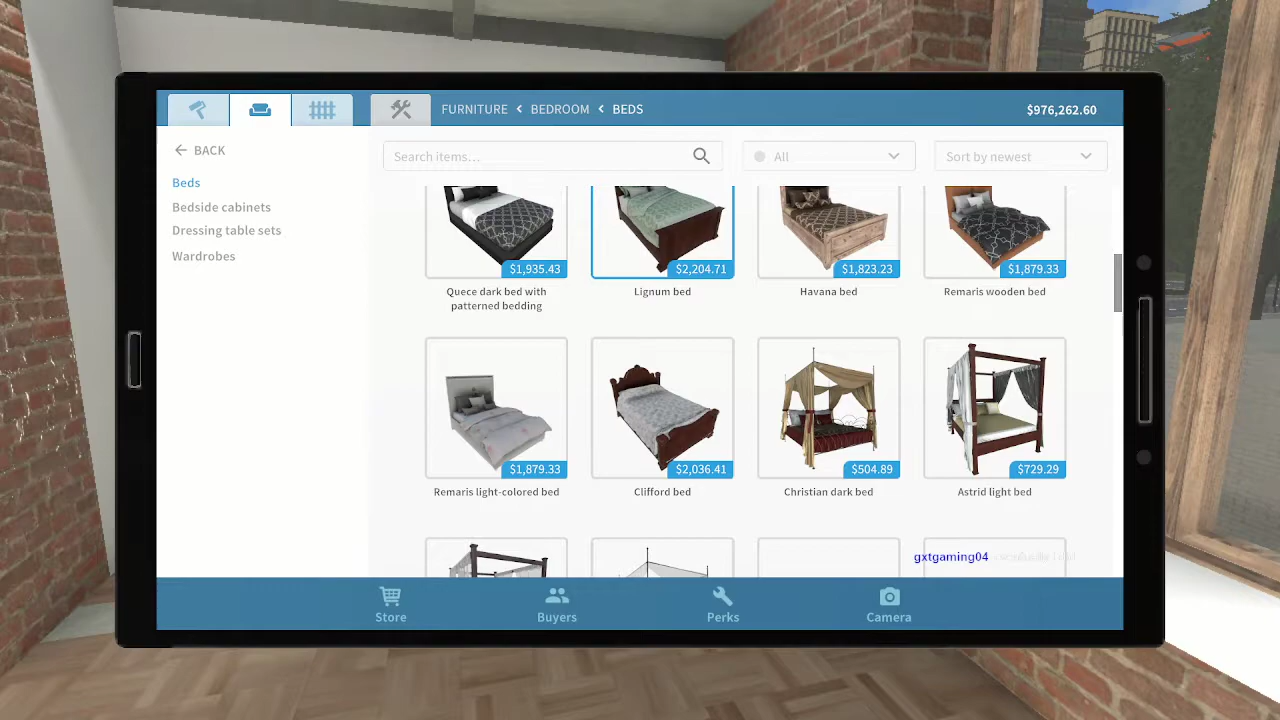 FURNITURE < BEDROOM < BEDS
$976,262.60
BACK
Search items...
All
Sort by newest
Beds
Bedside cabinets
Dressing table sets
Wardrobes
$1,935.43
$2,204.71
$1,823.23
$1,879.33
Quece dark bed with
patterned bedding
Lignum bed
Havana bed
Remaris wooden bed
$1,879.33
$2,036.41
$504.89
$729.29
Remaris light-colored bed
Clifford bed
Christian dark bed
Astrid light bed
gxtgaming04
Store
Buyers
Perks
Camera